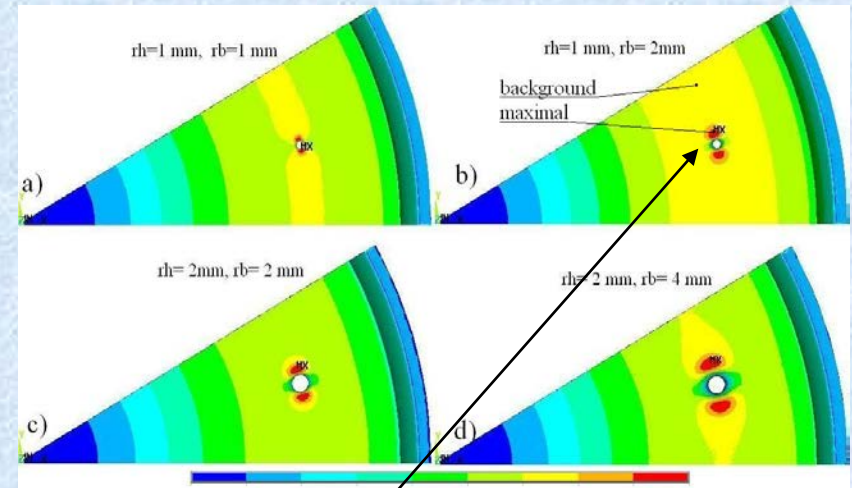 rh=1 mm, rb=1 mm
a)
MX
rh=1 mm, rb= 2mm
background
maximal
MX
b)
rh= 2mm, rb= 2 mm
MX
c)
rh= 2 mm, rb= 4 mm
MX
d)